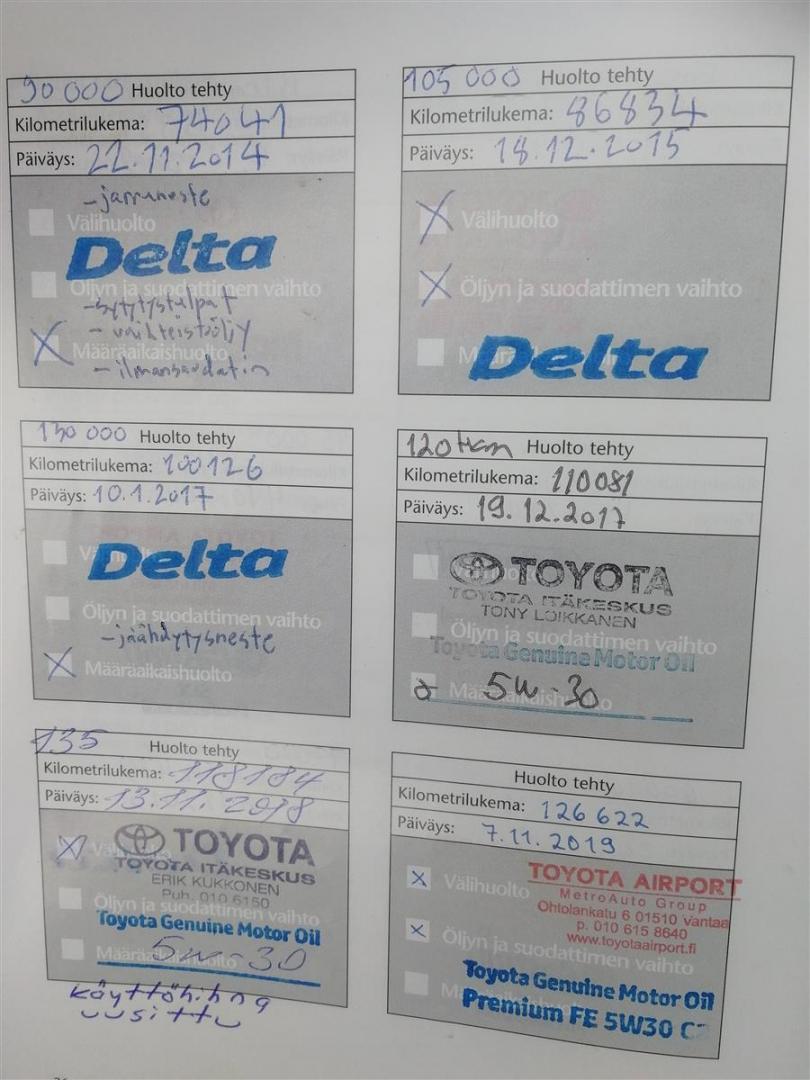 90 000 Huolto tehty
Kilometrilukema: 74041
Päiväys: 22.11.2014
-jarruneste
Välihuolto
Delta
Öljyn ja suodattimen vaihto
-sytytystulpat
-vaihteistoöljy
X Määräaikaishuolto
-ilmansuodatin
105 000 Huolto tehty
Kilometrilukema: 86834
Päiväys: 18.12.2015
X Välihuolto
X Öljyn ja suodattimen vaihto
Delta
130 000 Huolto tehty
Kilometrilukema: 100126
Päiväys: 10.1.2017
Delta
Öljyn ja suodattimen vaihto
-jäähdytysneste
X Määräaikaishuolto
120 tkm Huolto tehty
Kilometrilukema: 110081
Päiväys: 19.12.2017
TOYOTA
TOYOTA ITÄKESKUS
TONY LOIKKANEN
Öljyn ja suodattimen vaihto
Toyota Genuine Motor Oil
Määräaikaishuolto
5W-30
135 Huolto tehty
Kilometrilukema: 118184
Päiväys: 13.11.2018
X
TOYOTA
TOYOTA ITÄKESKUS
ERIK KUKKONEN
Puh. 010 6150
Öljyn ja suodattimen vaihto
Toyota Genuine Motor Oil
Määräaikaishuolto
5W-30
käyttöhihna
uusittu
Huolto tehty
Kilometrilukema: 126 622
Päiväys: 7.11.2019
X Välihuolto
TOYOTA AIRPORT
MetroAuto Group
Ohtolankatu 6 01510 Vantaa
p. 010 615 8640
www.toyotaairport.fi
X Öljyn ja suodattimen vaihto
Toyota Genuine Motor Oil
Premium FE 5W30